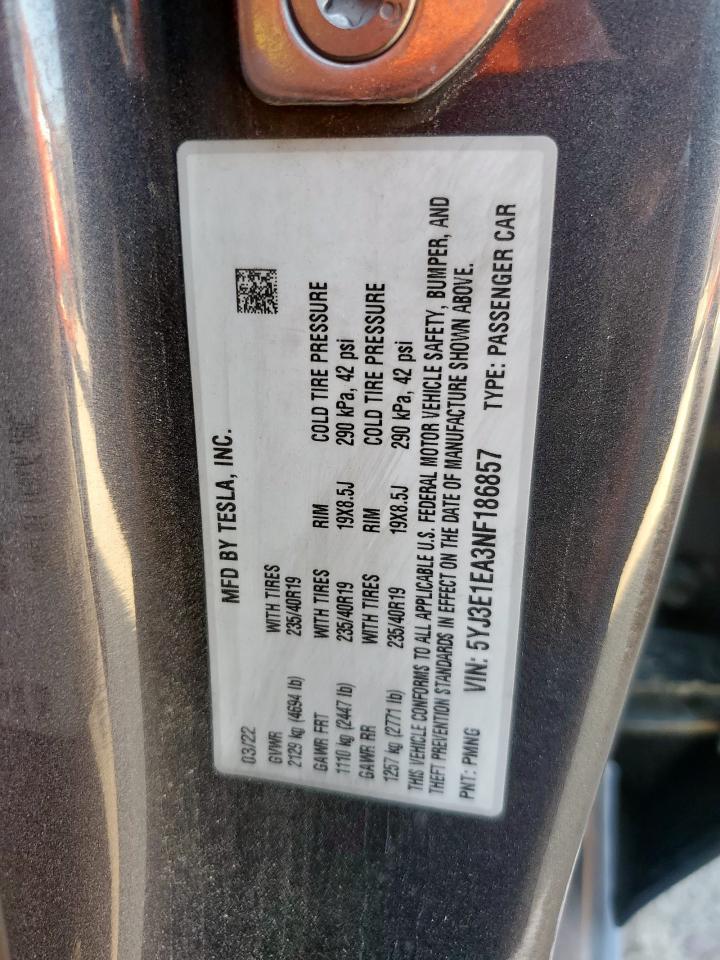 MFD BY TESLA, INC.
03/22
GVWR WITH TIRES
2129 kg (4694 lb) 235/40R19
GAWR FRT WITH TIRES RIM COLD TIRE PRESSURE
1110 kg (2447 lb) 235/40R19 19X8.5J 290 kPa, 42 psi
GAWR RR WITH TIRES RIM COLD TIRE PRESSURE
1257 kg (2771 lb) 235/40R19 19X8.5J 290 kPa, 42 psi
THIS VEHICLE CONFORMS TO ALL APPLICABLE U.S. FEDERAL MOTOR VEHICLE SAFETY, BUMPER, AND
THEFT PREVENTION STANDARDS IN EFFECT ON THE DATE OF MANUFACTURE SHOWN ABOVE.
PNT: PMNG VIN: 5YJ3E1EA3NF186857 TYPE: PASSENGER CAR